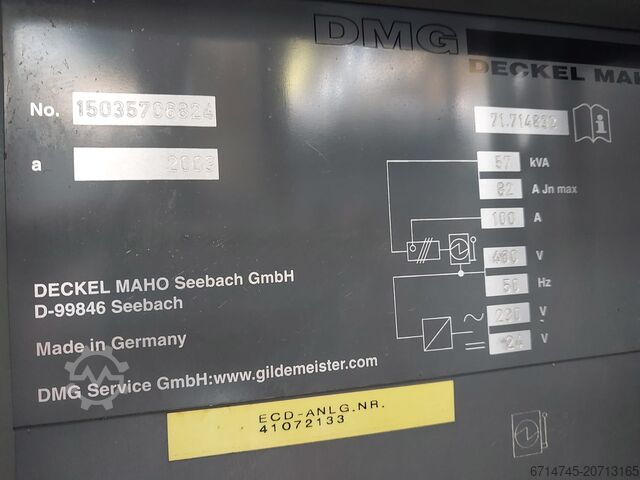 DMG
DECKEL MAH
No. 15035706824
71.714832
a 2003
57 kVA
82 A Jn max
100 A
400 V
50 Hz
230 V
24 V
DECKEL MAHO Seebach GmbH
D-99846 Seebach
Made in Germany
DMG Service GmbH:www.gildemeister.com
ECD-ANLG.NR.
41072133
6714745-20713165